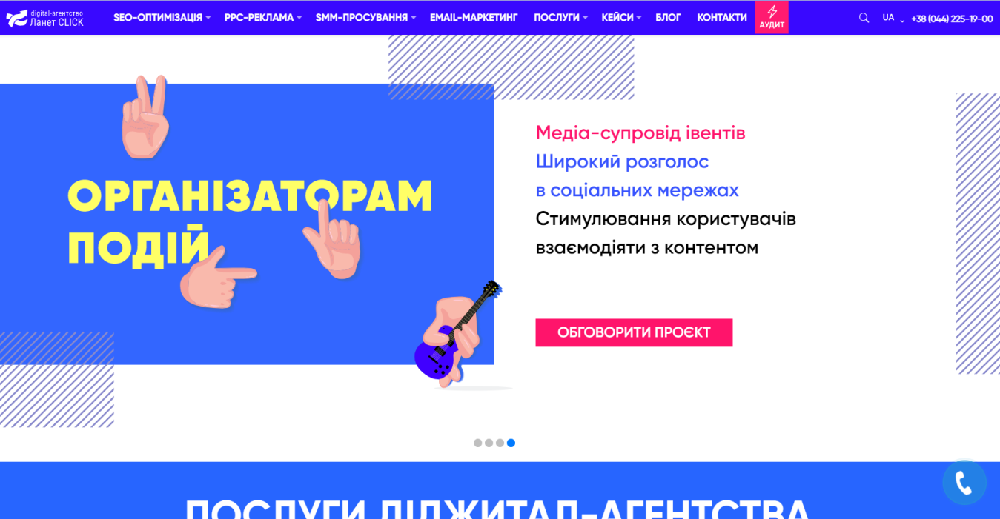 digital-агентство
Ланет CLICK
SEO-ОПТИМІЗАЦІЯ
PPC-РЕКЛАМА
SMM-ПРОСУВАННЯ
EMAIL-МАРКЕТИНГ
ПОСЛУГИ
КЕЙСИ
БЛОГ
КОНТАКТИ
АУДИТ
UA
+38 (044) 225-19-00
ОРГАНІЗАТОРАМ
ПОДІЙ
Медіа-супровід івентів
Широкий розголос
в соціальних мережах
Стимулювання користувачів
взаємодіяти з контентом
ОБГОВОРИТИ ПРОЄКТ
ПОСЛУГИ ДІДЖИТАЛ-АГЕНТСТВА